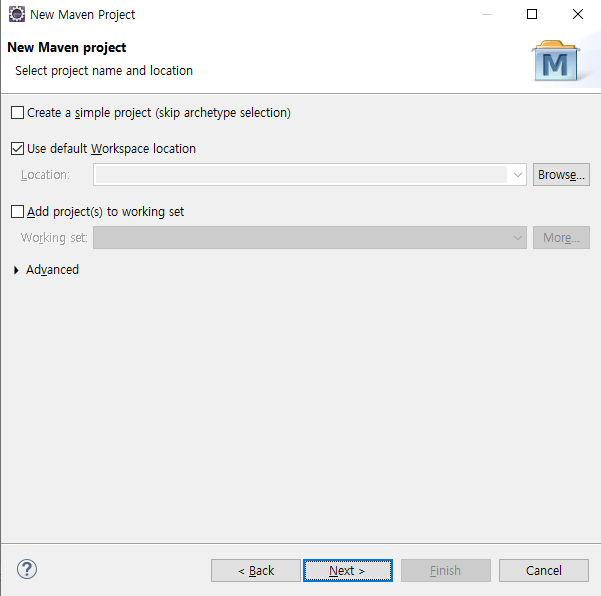 New Maven Project
New Maven project
Select project name and location
M
Create a simple project (skip archetype selection)
Use default Workspace location
Location:
Browse...
Add project(s) to working set
Working set:
More...
Advanced
?
< Back
Next >
Finish
Cancel